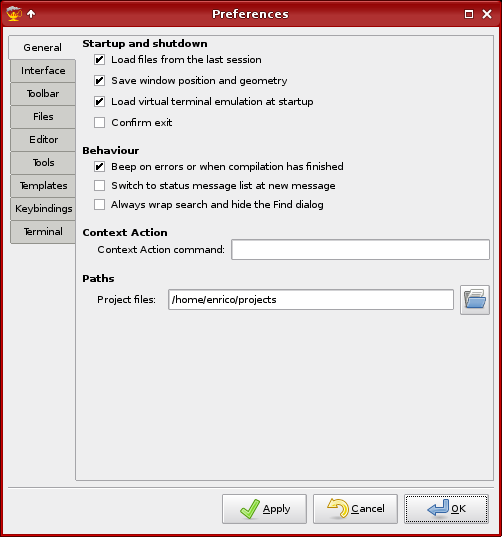 Preferences
General
Interface
Toolbar
Files
Editor
Tools
Templates
Keybindings
Terminal
Startup and shutdown
Load files from the last session
Save window position and geometry
Load virtual terminal emulation at startup
Confirm exit
Behaviour
Beep on errors or when compilation has finished
Switch to status message list at new message
Always wrap search and hide the Find dialog
Context Action
Context Action command:
Paths
Project files: /home/enrico/projects
Apply Cancel OK